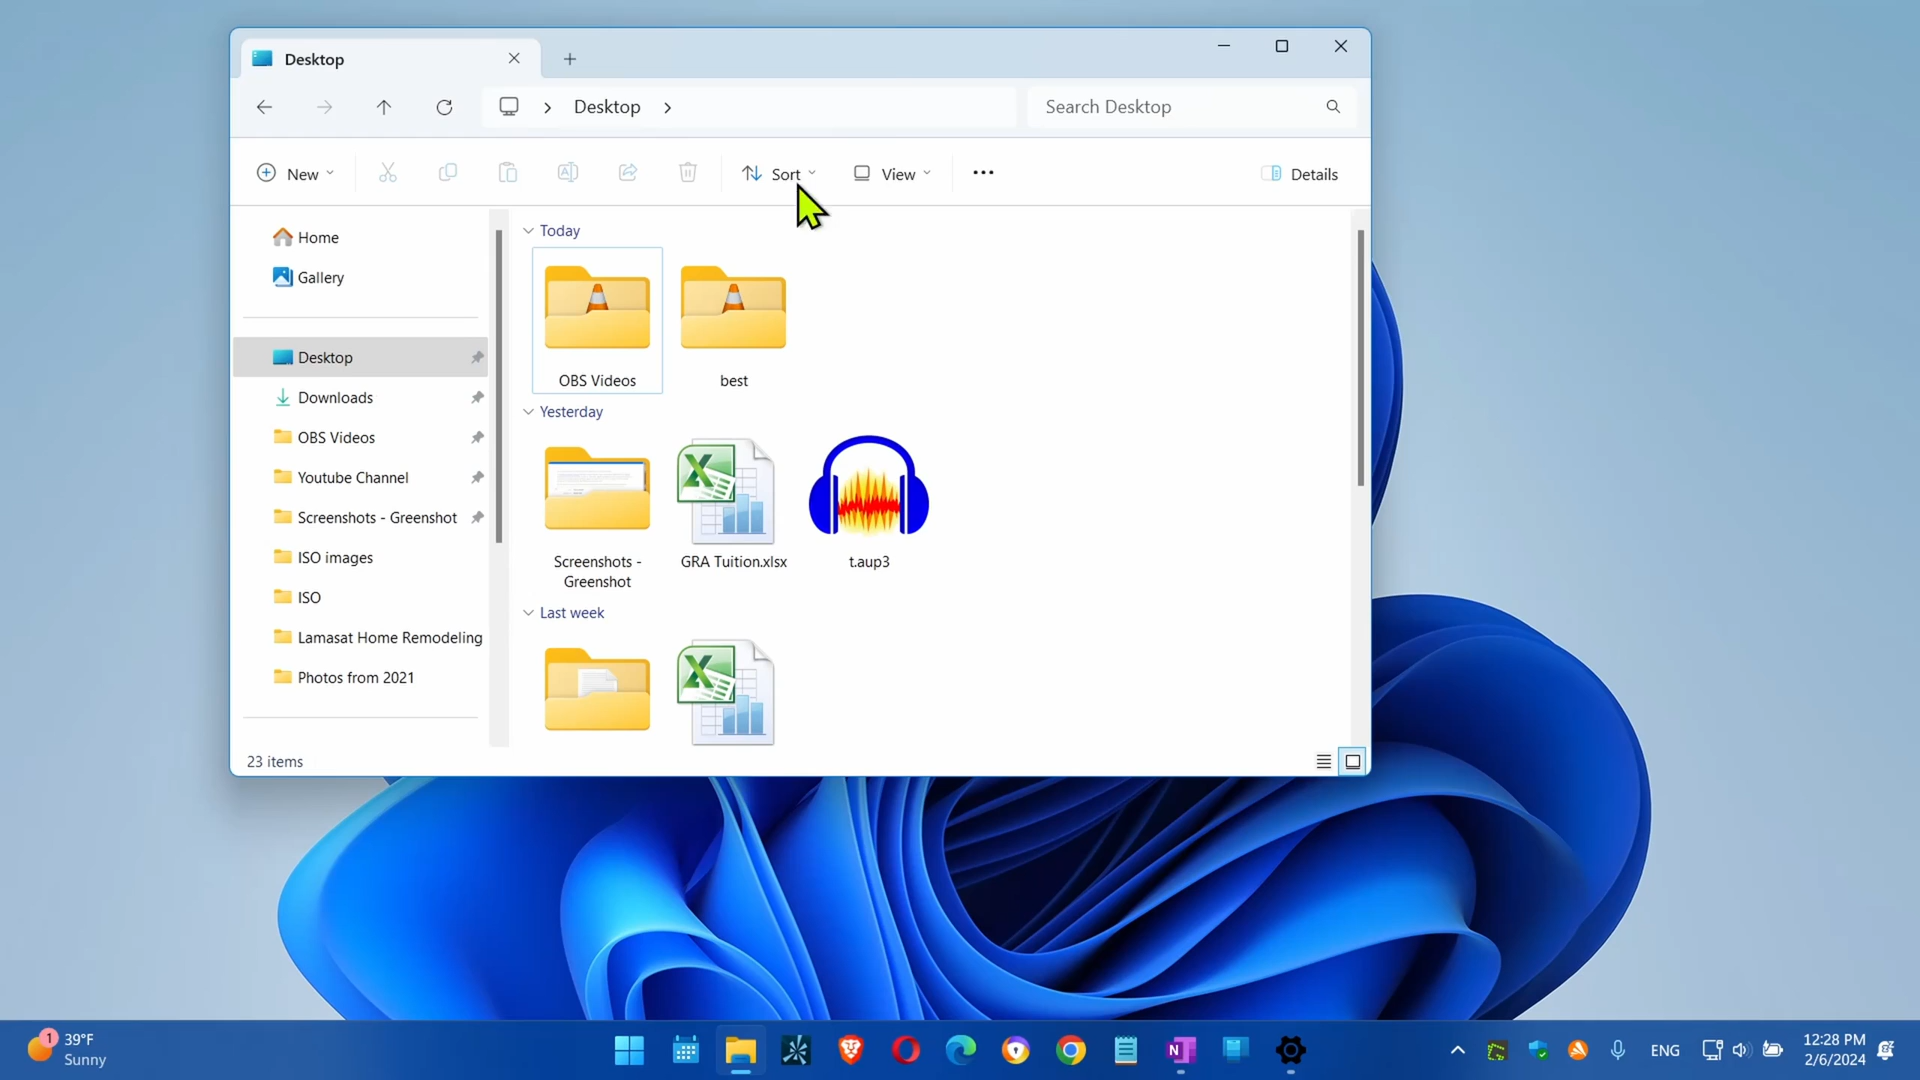 Desktop
Desktop
Search Desktop
New
Sort
View
Details
Home
Gallery
Desktop
Downloads
OBS Videos
Youtube Channel
Screenshots - Greenshot
ISO images
ISO
Lamasat Home Remodeling
Photos from 2021
Today
OBS Videos
best
Yesterday
Screenshots -
Greenshot
GRA Tuition.xlsx
t.aup3
Last week
23 items
1
39°F
Sunny
N
ENG
12:28 PM
2/6/2024